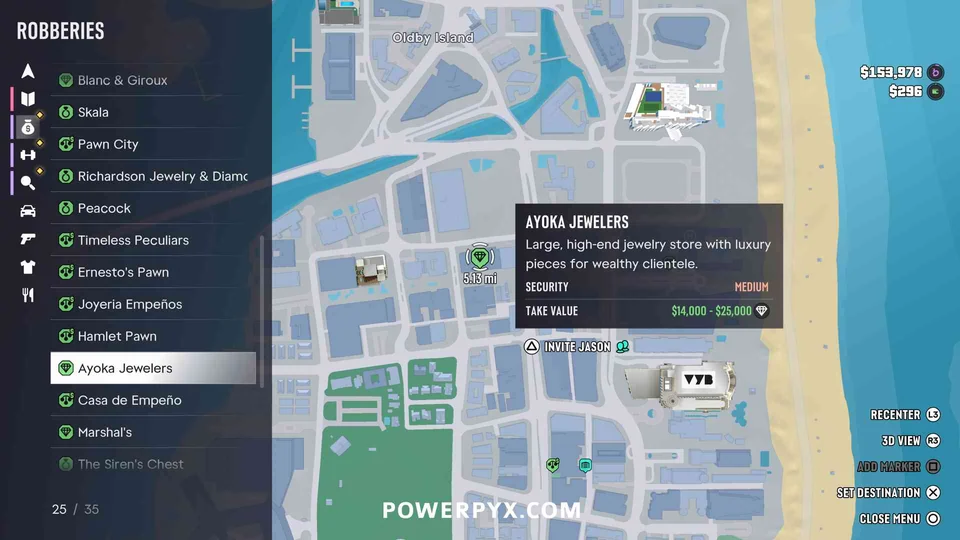 ROBBERIES
Blanc & Giroux
Skala
Pawn City
Richardson Jewelry & Diamo
Peacock
Timeless Peculiars
Ernesto's Pawn
Joyeria Empeños
Hamlet Pawn
Ayoka Jewelers
Casa de Empeño
Marshal's
The Siren's Chest
25 / 35
Oldby Island
5.13 mi
AYOKA JEWELERS
Large, high-end jewelry store with luxury
pieces for wealthy clientele.
SECURITY MEDIUM
TAKE VALUE $14,000 - $25,000
INVITE JASON
VYB
$153,978
$296
RECENTER L3
3D VIEW R3
ADD MARKER
SET DESTINATION
CLOSE MENU
POWERPYX.COM